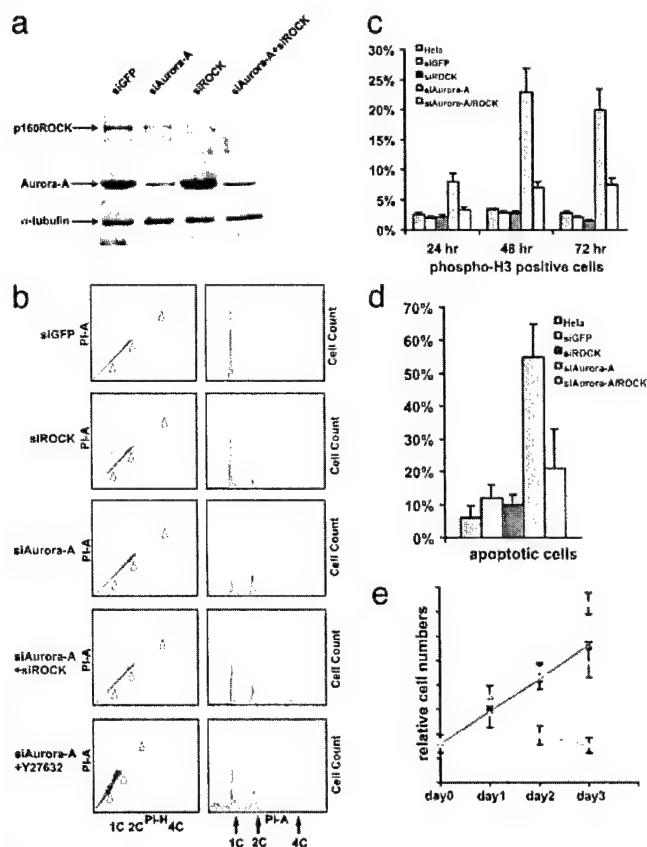 a
siGFP
siAurora-A
siROCK
siAurora-A+siROCK
p160ROCK
Aurora-A
α-tubulin
b
siGFP
PI-A
Cell Count
siROCK
PI-A
Cell Count
siAurora-A
PI-A
Cell Count
siAurora-A
+siROCK
PI-A
Cell Count
siAurora-A
+Y27632
PI-A
Cell Count
PI-H
1C 2C 4C
PI-A
1C 2C 4C
c
30%
25%
20%
15%
10%
5%
0%
Hela
siGFP
siROCK
siAurora-A
siAurora-A/ROCK
24 hr 48 hr 72 hr
phospho-H3 positive cells
d
70%
60%
50%
40%
30%
20%
10%
0%
Hela
siGFP
siROCK
siAurora-A
siAurora-A/ROCK
apoptotic cells
e
relative cell numbers
day0 day1 day2 day3